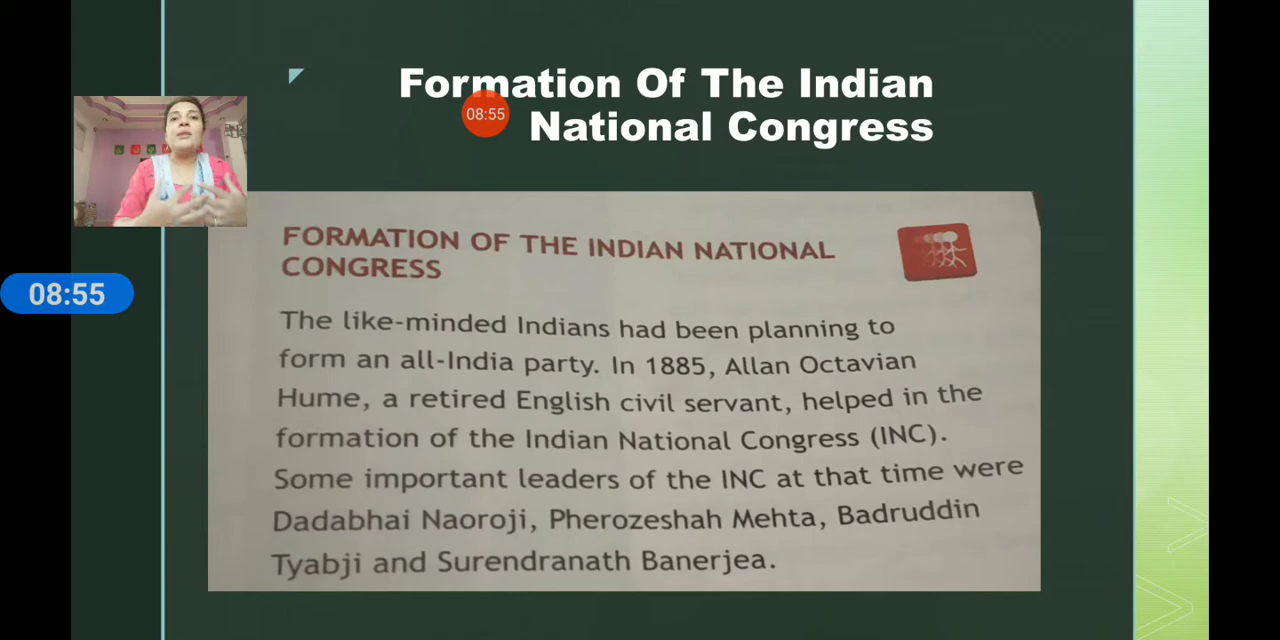 Formation Of The Indian
National Congress
08:55
08:55
FORMATION OF THE INDIAN NATIONAL
CONGRESS
The like-minded Indians had been planning to
form an all-India party. In 1885, Allan Octavian
Hume, a retired English civil servant, helped in the
formation of the Indian National Congress (INC).
Some important leaders of the INC at that time were
Dadabhai Naoroji, Pherozeshah Mehta, Badruddin
Tyabji and Surendranath Banerjea.